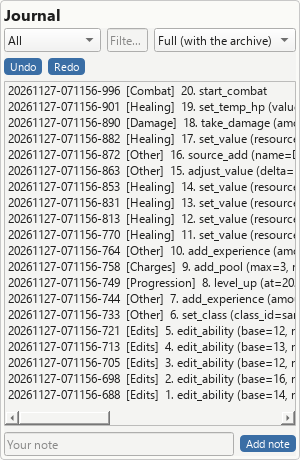 Journal
All Filte... Full (with the archive)
Undo Redo
20261127-071156-996 [Combat] 20. start_combat
20261127-071156-901 [Healing] 19. set_temp_hp (valu
20261127-071156-890 [Damage] 18. take_damage (amo
20261127-071156-882 [Healing] 17. set_value (resource
20261127-071156-872 [Other] 16. source_add (name=D
20261127-071156-863 [Other] 15. adjust_value (delta=
20261127-071156-853 [Healing] 14. set_value (resource
20261127-071156-831 [Healing] 13. set_value (resource
20261127-071156-813 [Healing] 12. set_value (resource
20261127-071156-770 [Healing] 11. set_value (resource
20261127-071156-764 [Other] 10. add_experience (amo
20261127-071156-758 [Charges] 9. add_pool (max=3, r
20261127-071156-749 [Progression] 8. level_up (at=20
20261127-071156-744 [Other] 7. add_experience (amou
20261127-071156-733 [Other] 6. set_class (class_id=sar
20261127-071156-721 [Edits] 5. edit_ability (base=12, n
20261127-071156-713 [Edits] 4. edit_ability (base=13, n
20261127-071156-705 [Edits] 3. edit_ability (base=12, n
20261127-071156-698 [Edits] 2. edit_ability (base=16, n
20261127-071156-688 [Edits] 1. edit_ability (base=14, n
Your note Add note